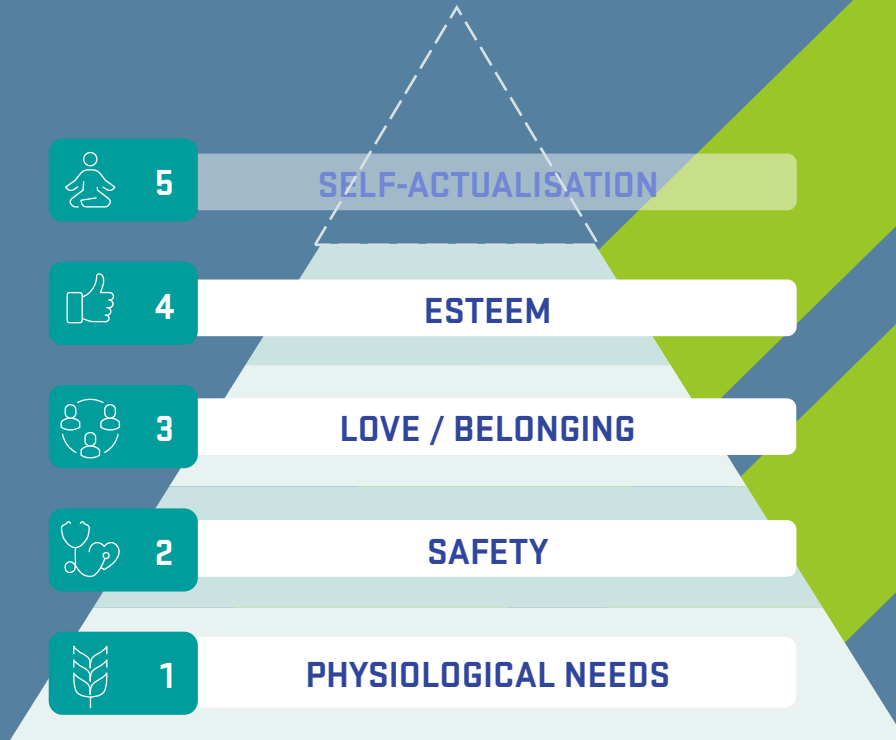 5 SELF-ACTUALISATION
4 ESTEEM
3 LOVE / BELONGING
2 SAFETY
1 PHYSIOLOGICAL NEEDS